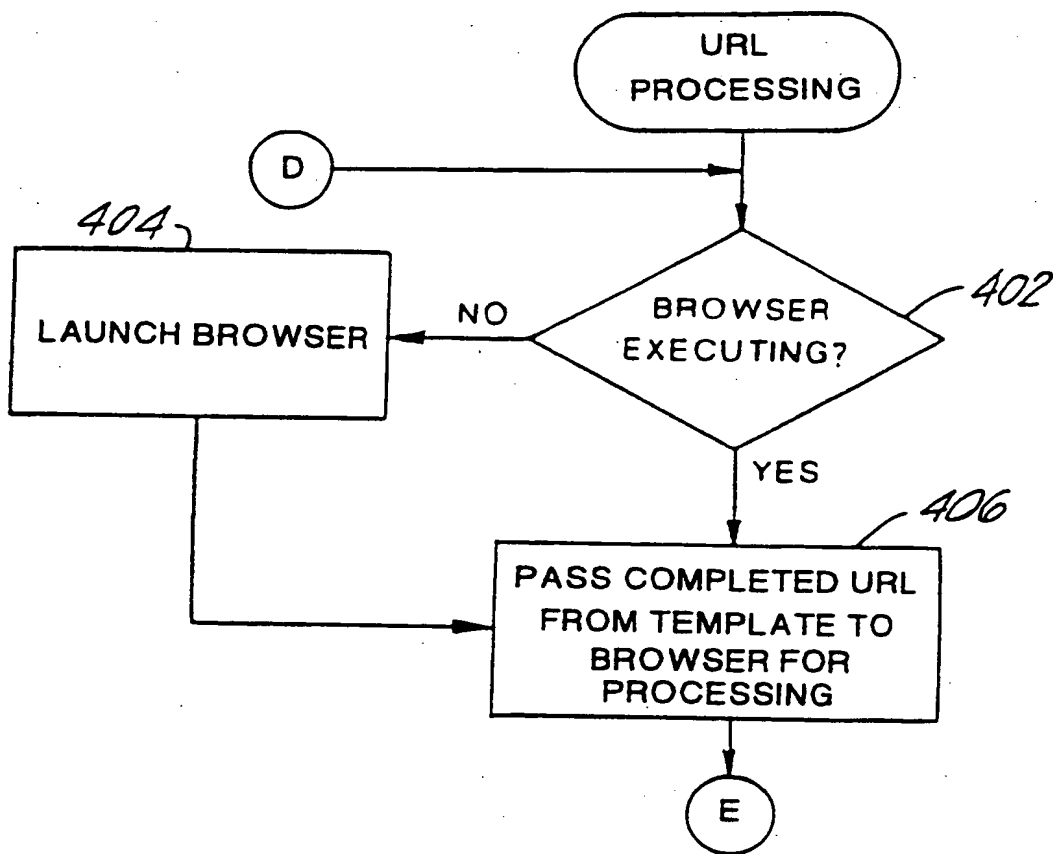 URL
PROCESSING
D
404
402
NO
BROWSER
EXECUTING?
LAUNCH BROWSER
YES
406
PASS COMPLETED URL
FROM TEMPLATE TO
BROWSER FOR
PROCESSING
E